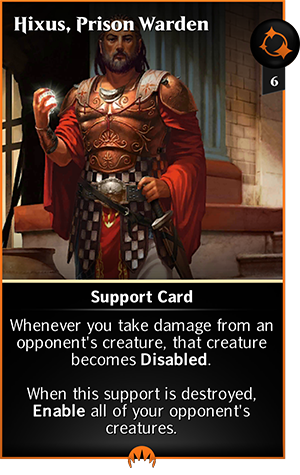 Hixus, Prison Warden
6
Support Card
Whenever you take damage from an
opponent's creature, that creature
becomes Disabled.
When this support is destroyed,
Enable all of your opponent's
creatures.